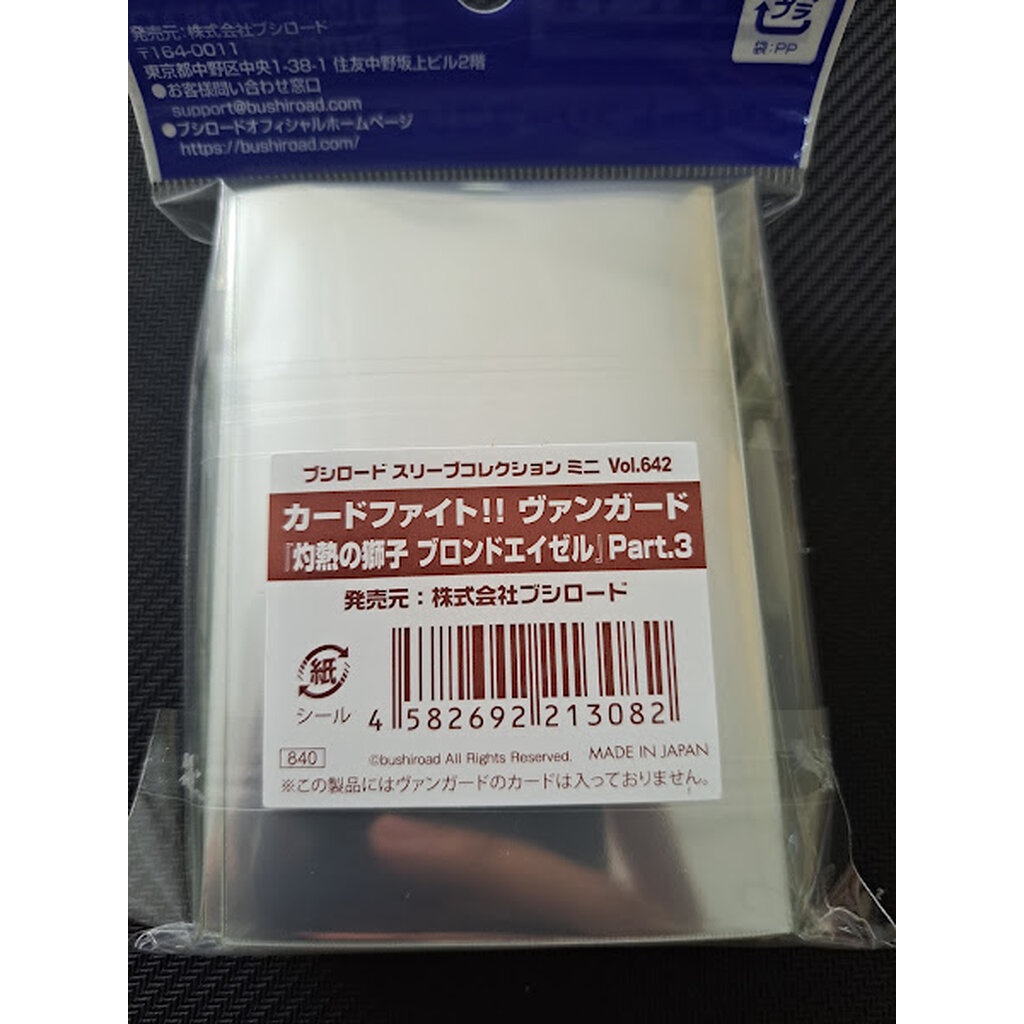 発売元:株式会社ブシロード
〒164-0011
東京都中野区中央1-38-1 住友中野坂上ビル2階
●お客様問い合わせ窓口
support@bushiroad.com
●ブシロードオフィシャルホームページ
https://bushiroad.com/
プラ
袋:PP
ブシロード スリーブコレクション ミニ Vol.642
カードファイト!! ヴァンガード
『灼熱の獅子 ブロンドエイゼル』Part.3
発売元:株式会社ブシロード
紙
シール
4 582692 213082
840
©bushiroad All Rights Reserved. MADE IN JAPAN
※この製品にはヴァンガードのカードは入っておりません。